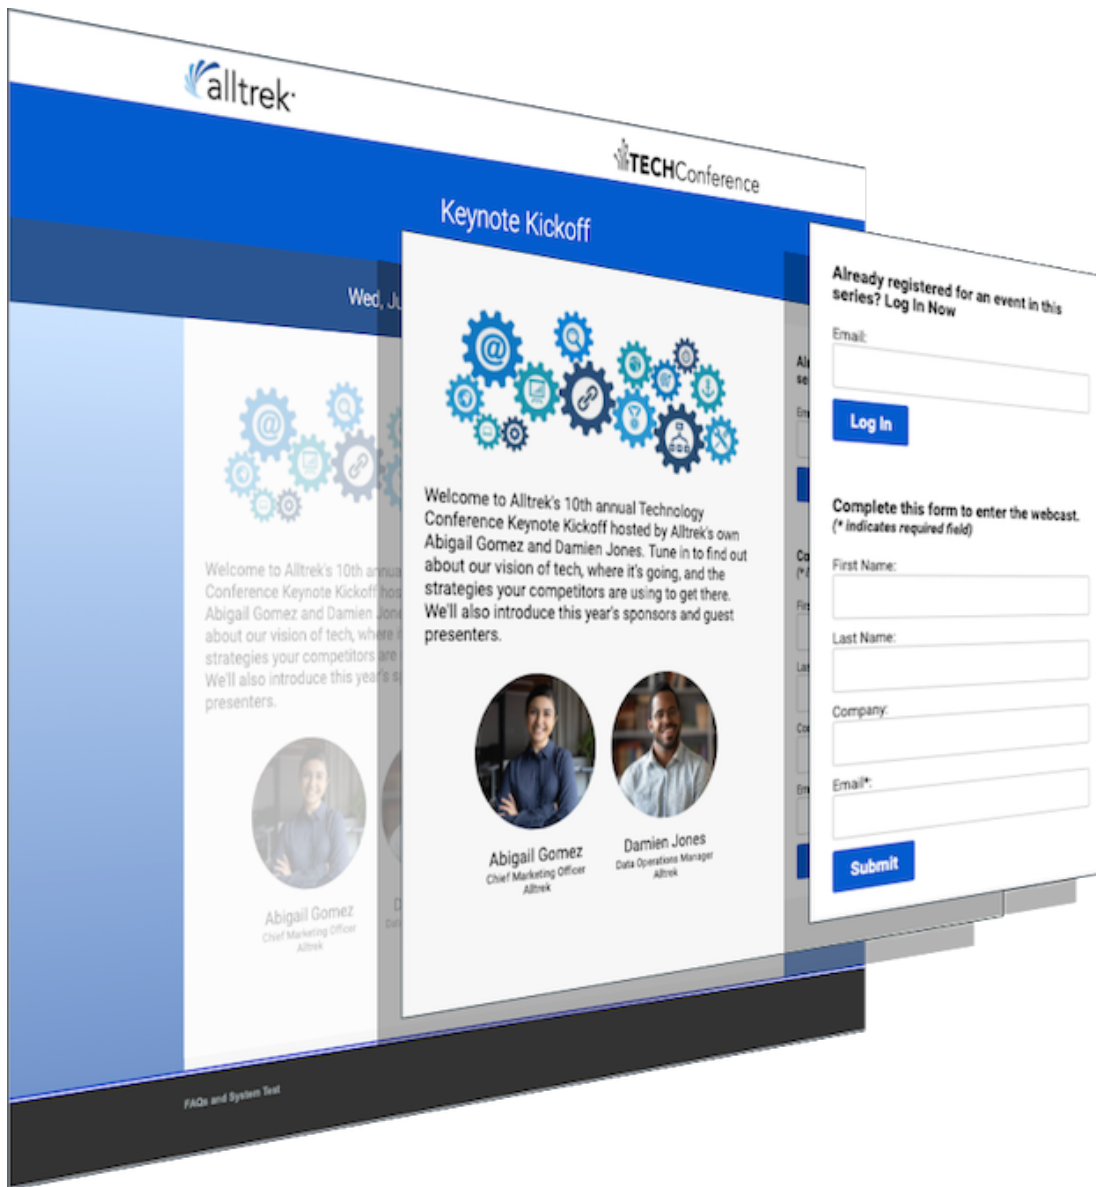 alltrek
TECHConference
Keynote Kickoff
Wed,
Welcome to Alltrek's 10th annual Technology
Conference Keynote Kickoff hosted by Alltrek's own
Abigail Gomez and Damien Jones. Tune in to find out
about our vision of tech, where it's going, and the
strategies your competitors are using to get there.
We'll also introduce this year's sponsors and guest
presenters.
Abigail Gomez
Chief Marketing Officer
Alltrek
Damien Jones
Data Operations Manager
Alltrek
Already registered for an event in this
series? Log In Now
Email:
Log In
Complete this form to enter the webcast.
(* indicates required field)
First Name:
Last Name:
Company:
Email*:
Submit
Welcome to Alltrek's 10th
Conference Keynote Kickoff
Abigail Gomez and Damien
about our vision of tech, where
strategies your competitors are
We'll also introduce this year's
presenters.
Abigail Gomez
Chief Marketing Officer
Alltrek
FAQs and System Test